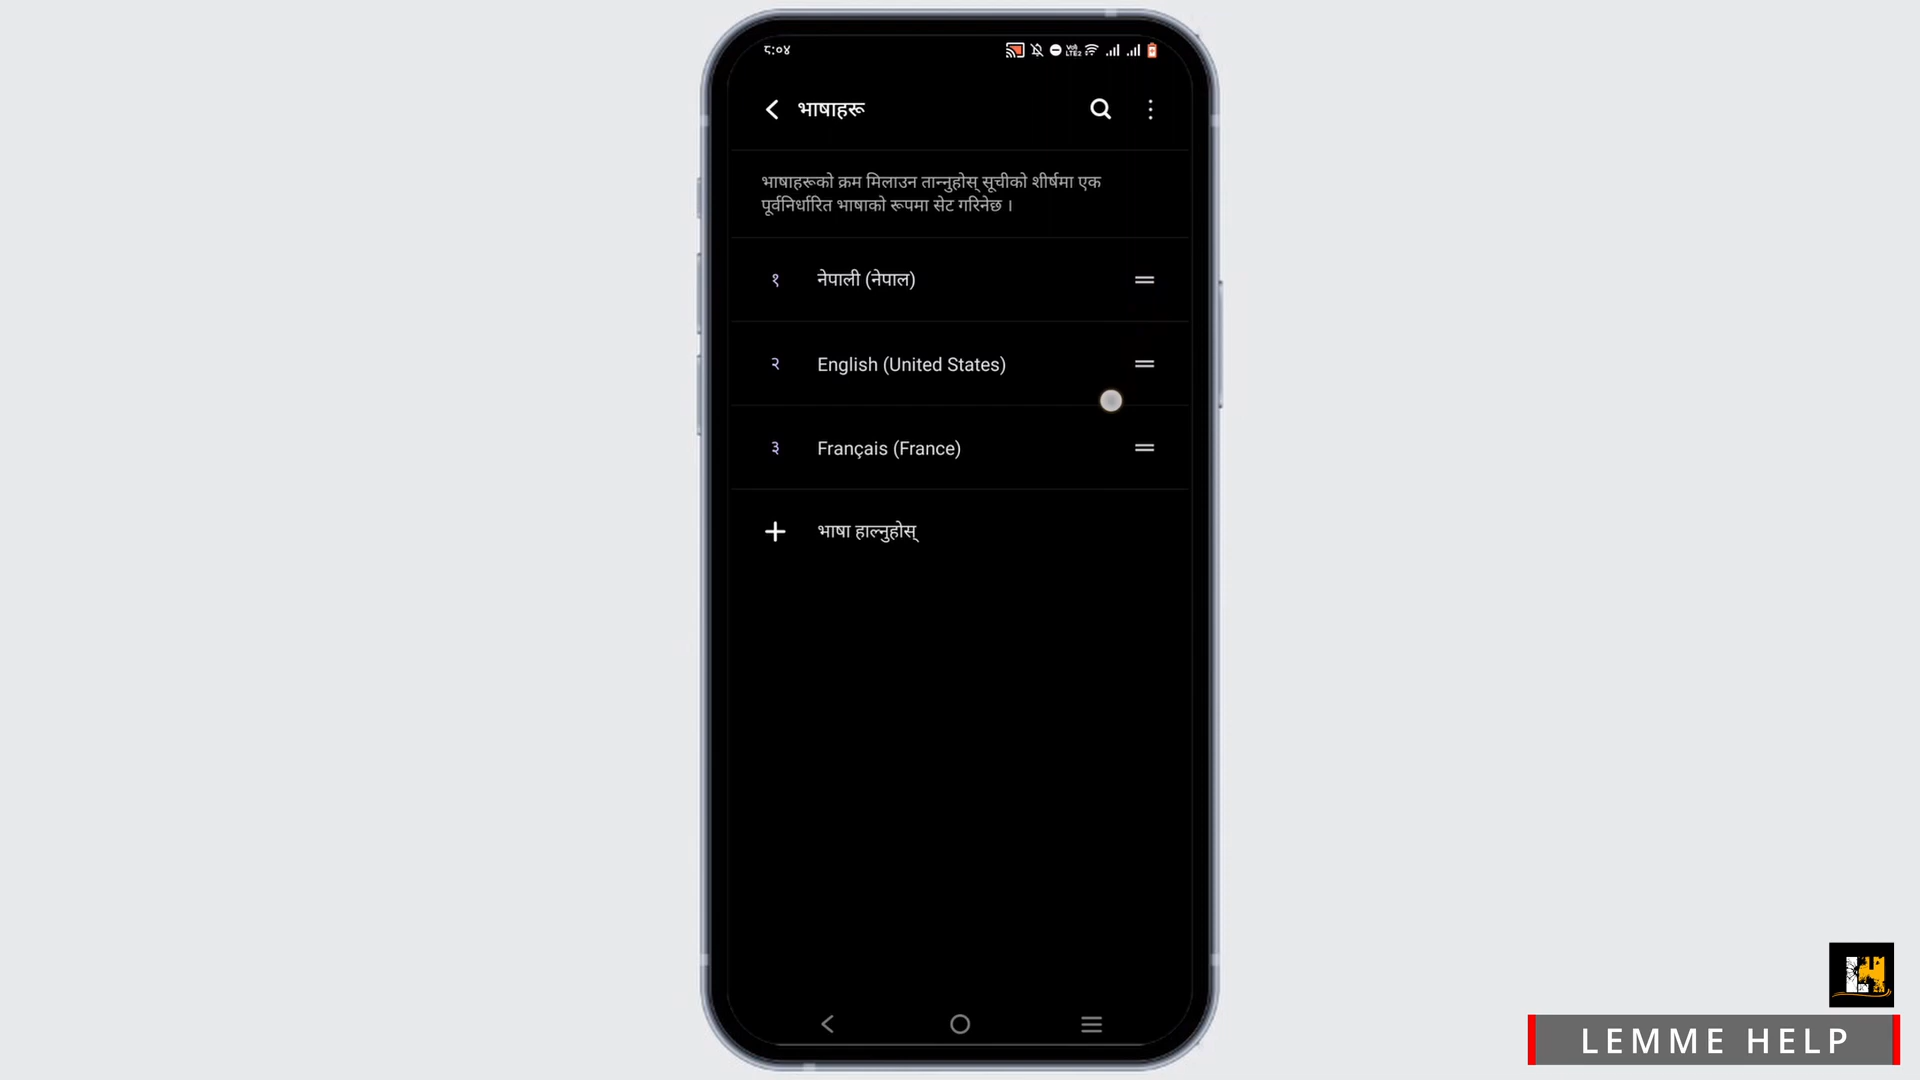 ८:०४
भाषाहरू
भाषाहरूको क्रम मिलाउन तान्नुहोस् सूचीको शीर्षमा एक
पूर्वनिर्धारित भाषाको रूपमा सेट गरिनेछ ।
१ नेपाली (नेपाल)
२ English (United States)
३ Français (France)
भाषा हाल्नुहोस्
LEMME HELP